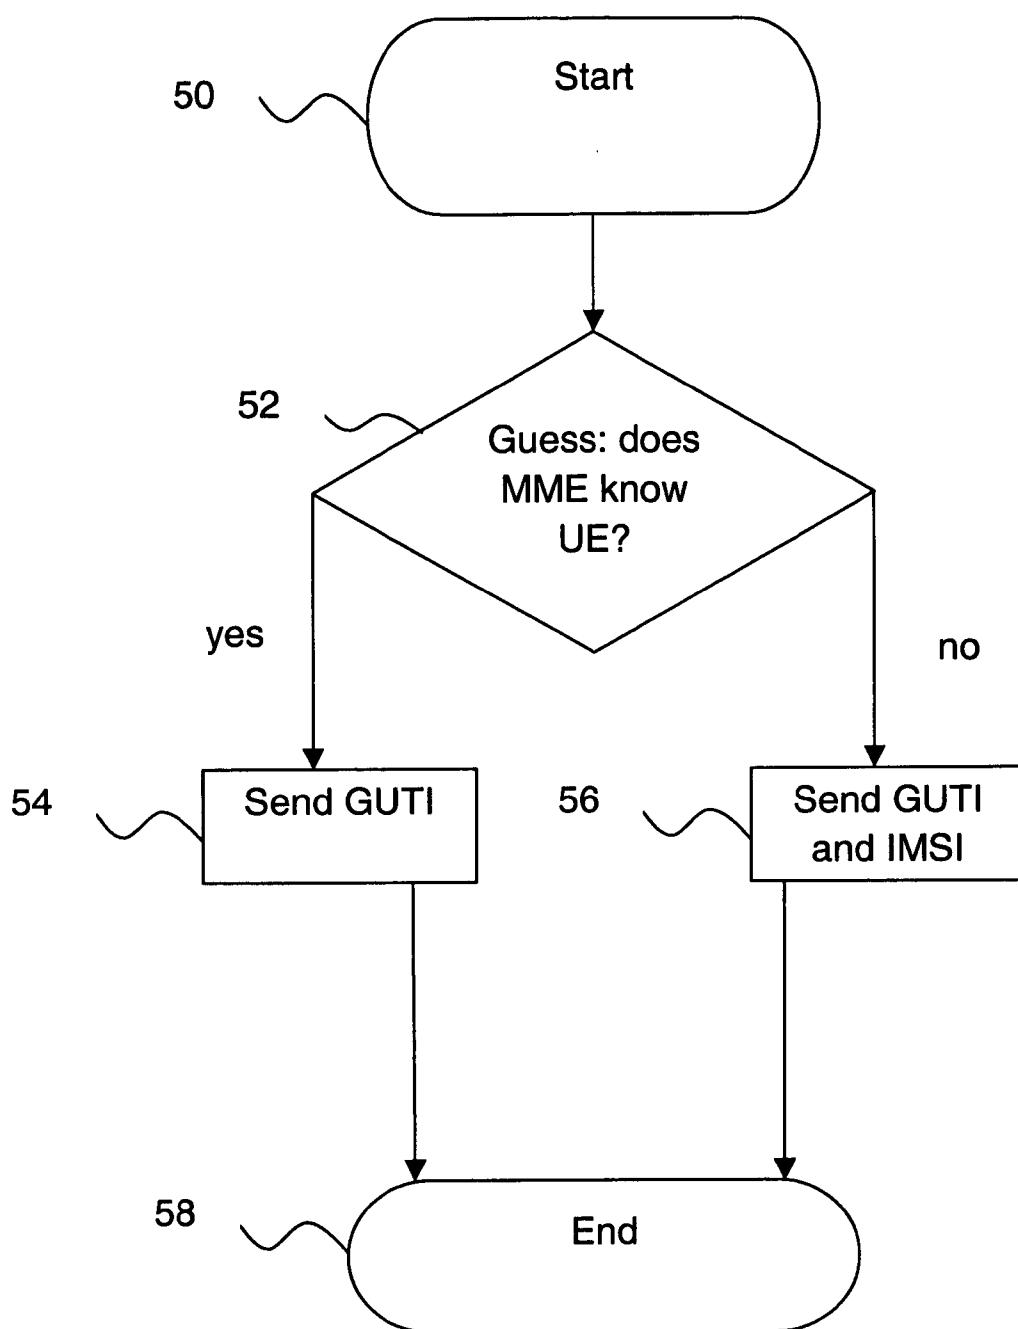 50
Start
52
Guess: does
MME know
UE?
yes
no
54
Send GUTI
56
Send GUTI
and IMSI
58
End